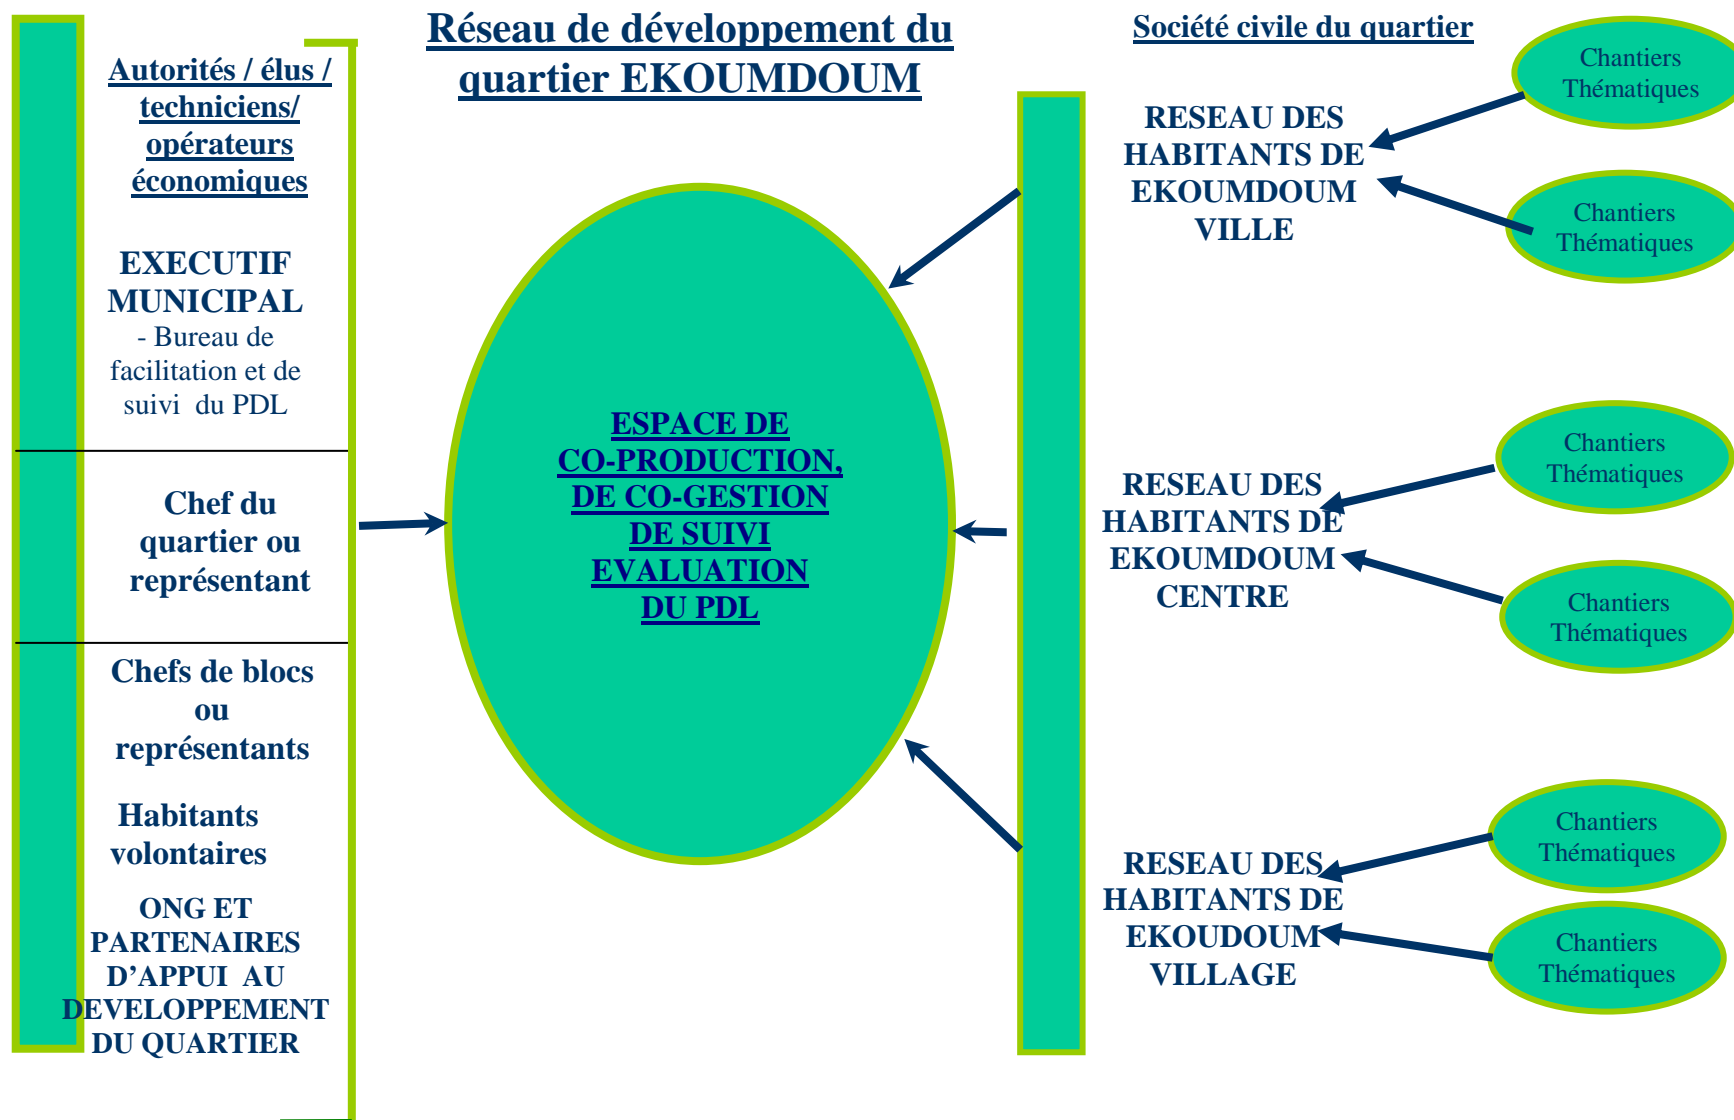 Réseau de développement du
quartier EKOUMDOUM
Autorités / élus /
techniciens/
opérateurs
économiques
EXECUTIF
MUNICIPAL
- Bureau de
facilitation et de
suivi du PDL
Chef du
quartier ou
représentant
Chefs de blocs
ou
représentants
Habitants
volontaires
ONG ET
PARTENAIRES
D’APPUI AU
DEVELOPPEMENT
DU QUARTIER
ESPACE DE
CO-PRODUCTION,
DE CO-GESTION
DE SUIVI
EVALUATION
DU PDL
Société civile du quartier
RESEAU DES
HABITANTS DE
EKOUMDOUM
VILLE
Chantiers
Thématiques
Chantiers
Thématiques
RESEAU DES
HABITANTS DE
EKOUMDOUM
CENTRE
Chantiers
Thématiques
Chantiers
Thématiques
RESEAU DES
HABITANTS DE
EKOUDOUM
VILLAGE
Chantiers
Thématiques
Chantiers
Thématiques